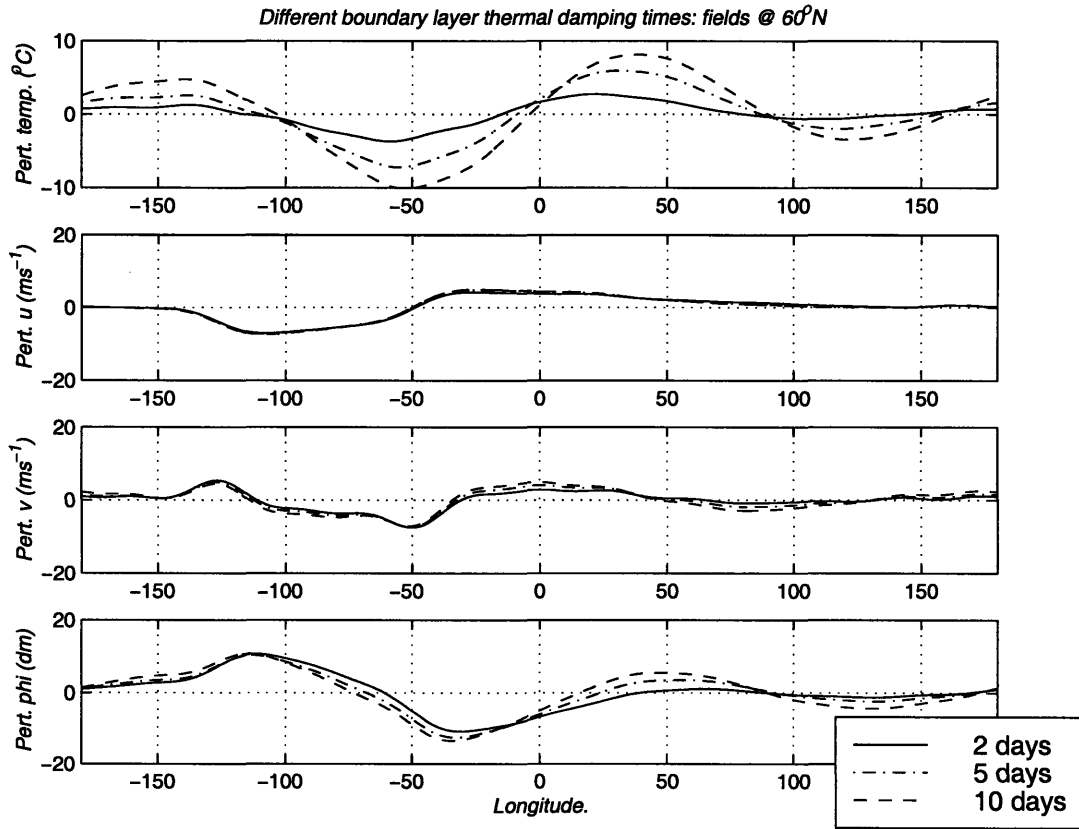 Different boundary layer thermal damping times: fields @ 60°N
Pert. temp. (°C)
10
0
−10
−150 −100 −50 0 50 100 150
Pert. u (ms⁻¹)
20
0
−20
−150 −100 −50 0 50 100 150
Pert. v (ms⁻¹)
20
0
−20
−150 −100 −50 0 50 100 150
Pert. phi (dm)
20
0
−20
−150 −100 −50 0 50 100 150
Longitude.
2 days
5 days
10 days